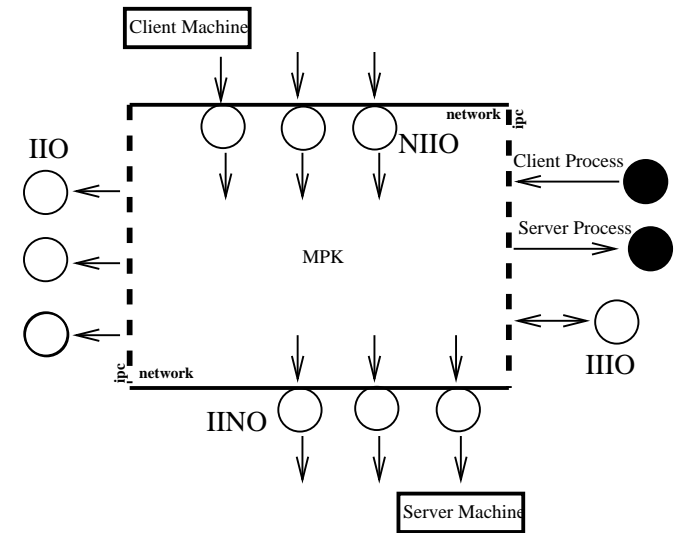 Client Machine
network
ipc
IIO
NIIO
Client Process
Server Process
MPK
IIIO
ipc
network
IINO
Server Machine